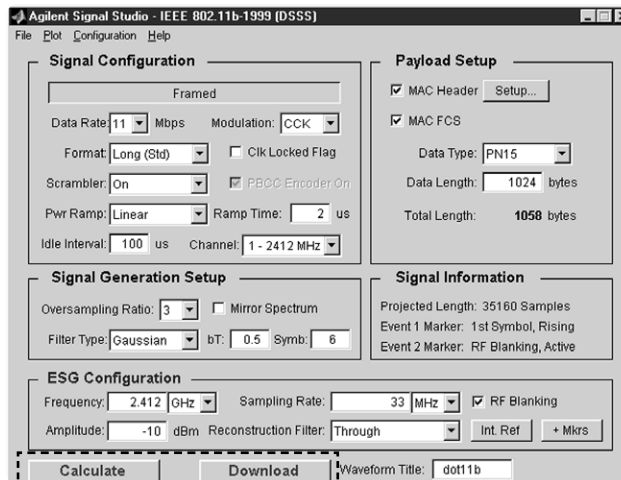 Agilent Signal Studio - IEEE 802.11b-1999 (DSSS)
File Plot Configuration Help
Signal Configuration
Framed
Data Rate: 11 Mbps Modulation: CCK
Format: Long (Std) Clk Locked Flag
Scrambler: On PBCC Encoder On
Pwr Ramp: Linear Ramp Time: 2 us
Idle Interval: 100 us Channel: 1 - 2412 MHz
Payload Setup
MAC Header Setup...
MAC FCS
Data Type: PN15
Data Length: 1024 bytes
Total Length: 1058 bytes
Signal Generation Setup
Oversampling Ratio: 3 Mirror Spectrum
Filter Type: Gaussian bT: 0.5 Symb: 6
Signal Information
Projected Length: 35160 Samples
Event 1 Marker: 1st Symbol, Rising
Event 2 Marker: RF Blanking, Active
ESG Configuration
Frequency: 2.412 GHz Sampling Rate: 33 MHz RF Blanking
Amplitude: -10 dBm Reconstruction Filter: Through Int. Ref + Mkrs
Calculate Download Waveform Title: dot11b